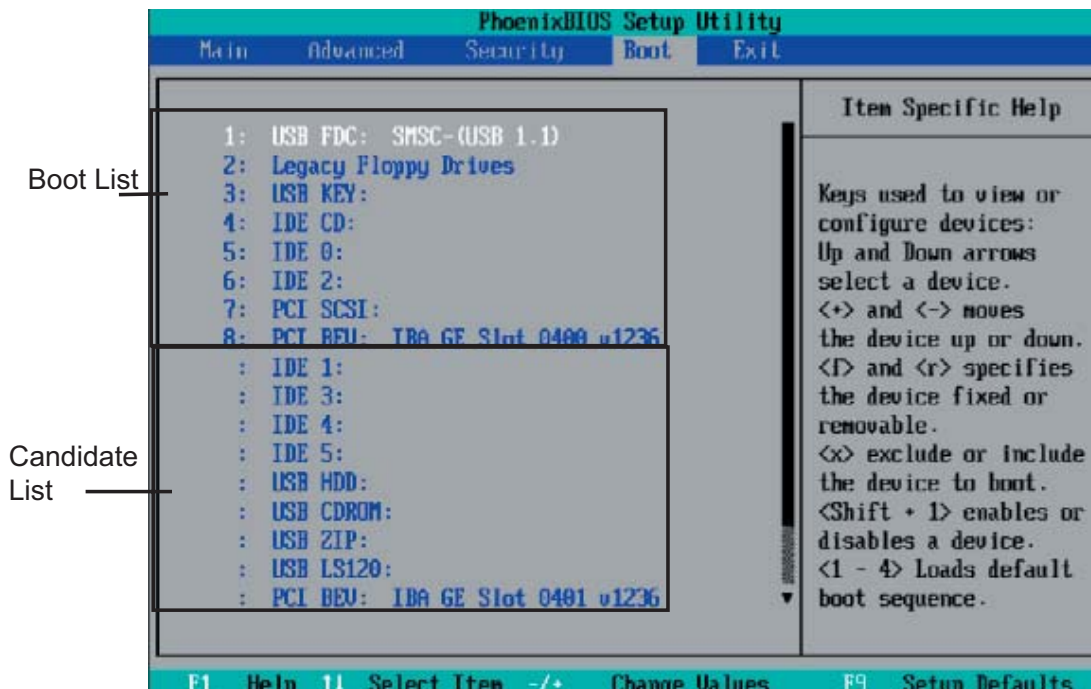 PhoenixBIOS Setup Utility
Main Advanced Security Boot Exit
Boot List
1: USB FDC: SMSC-(USB 1.1)
2: Legacy Floppy Drives
3: USB KEY:
4: IDE CD:
5: IDE 0:
6: IDE 2:
7: PCI SCSI:
8: PCI BEV: IBA GE Slot 0400 v1236
Candidate
List
: IDE 1:
: IDE 3:
: IDE 4:
: IDE 5:
: USB HDD:
: USB CDROM:
: USB ZIP:
: USB LS120:
: PCI BEV: IBA GE Slot 0401 v1236
Item Specific Help
Keys used to view or
configure devices:
Up and Down arrows
select a device.
<+> and <-> moves
the device up or down.
<f> and <r> specifies
the device fixed or
removable.
<x> exclude or include
the device to boot.
<Shift + 1> enables or
disables a device.
<1 - 4> Loads default
boot sequence.
F1 Help ↑↓ Select Item -/+ Change Values F9 Setup Defaults